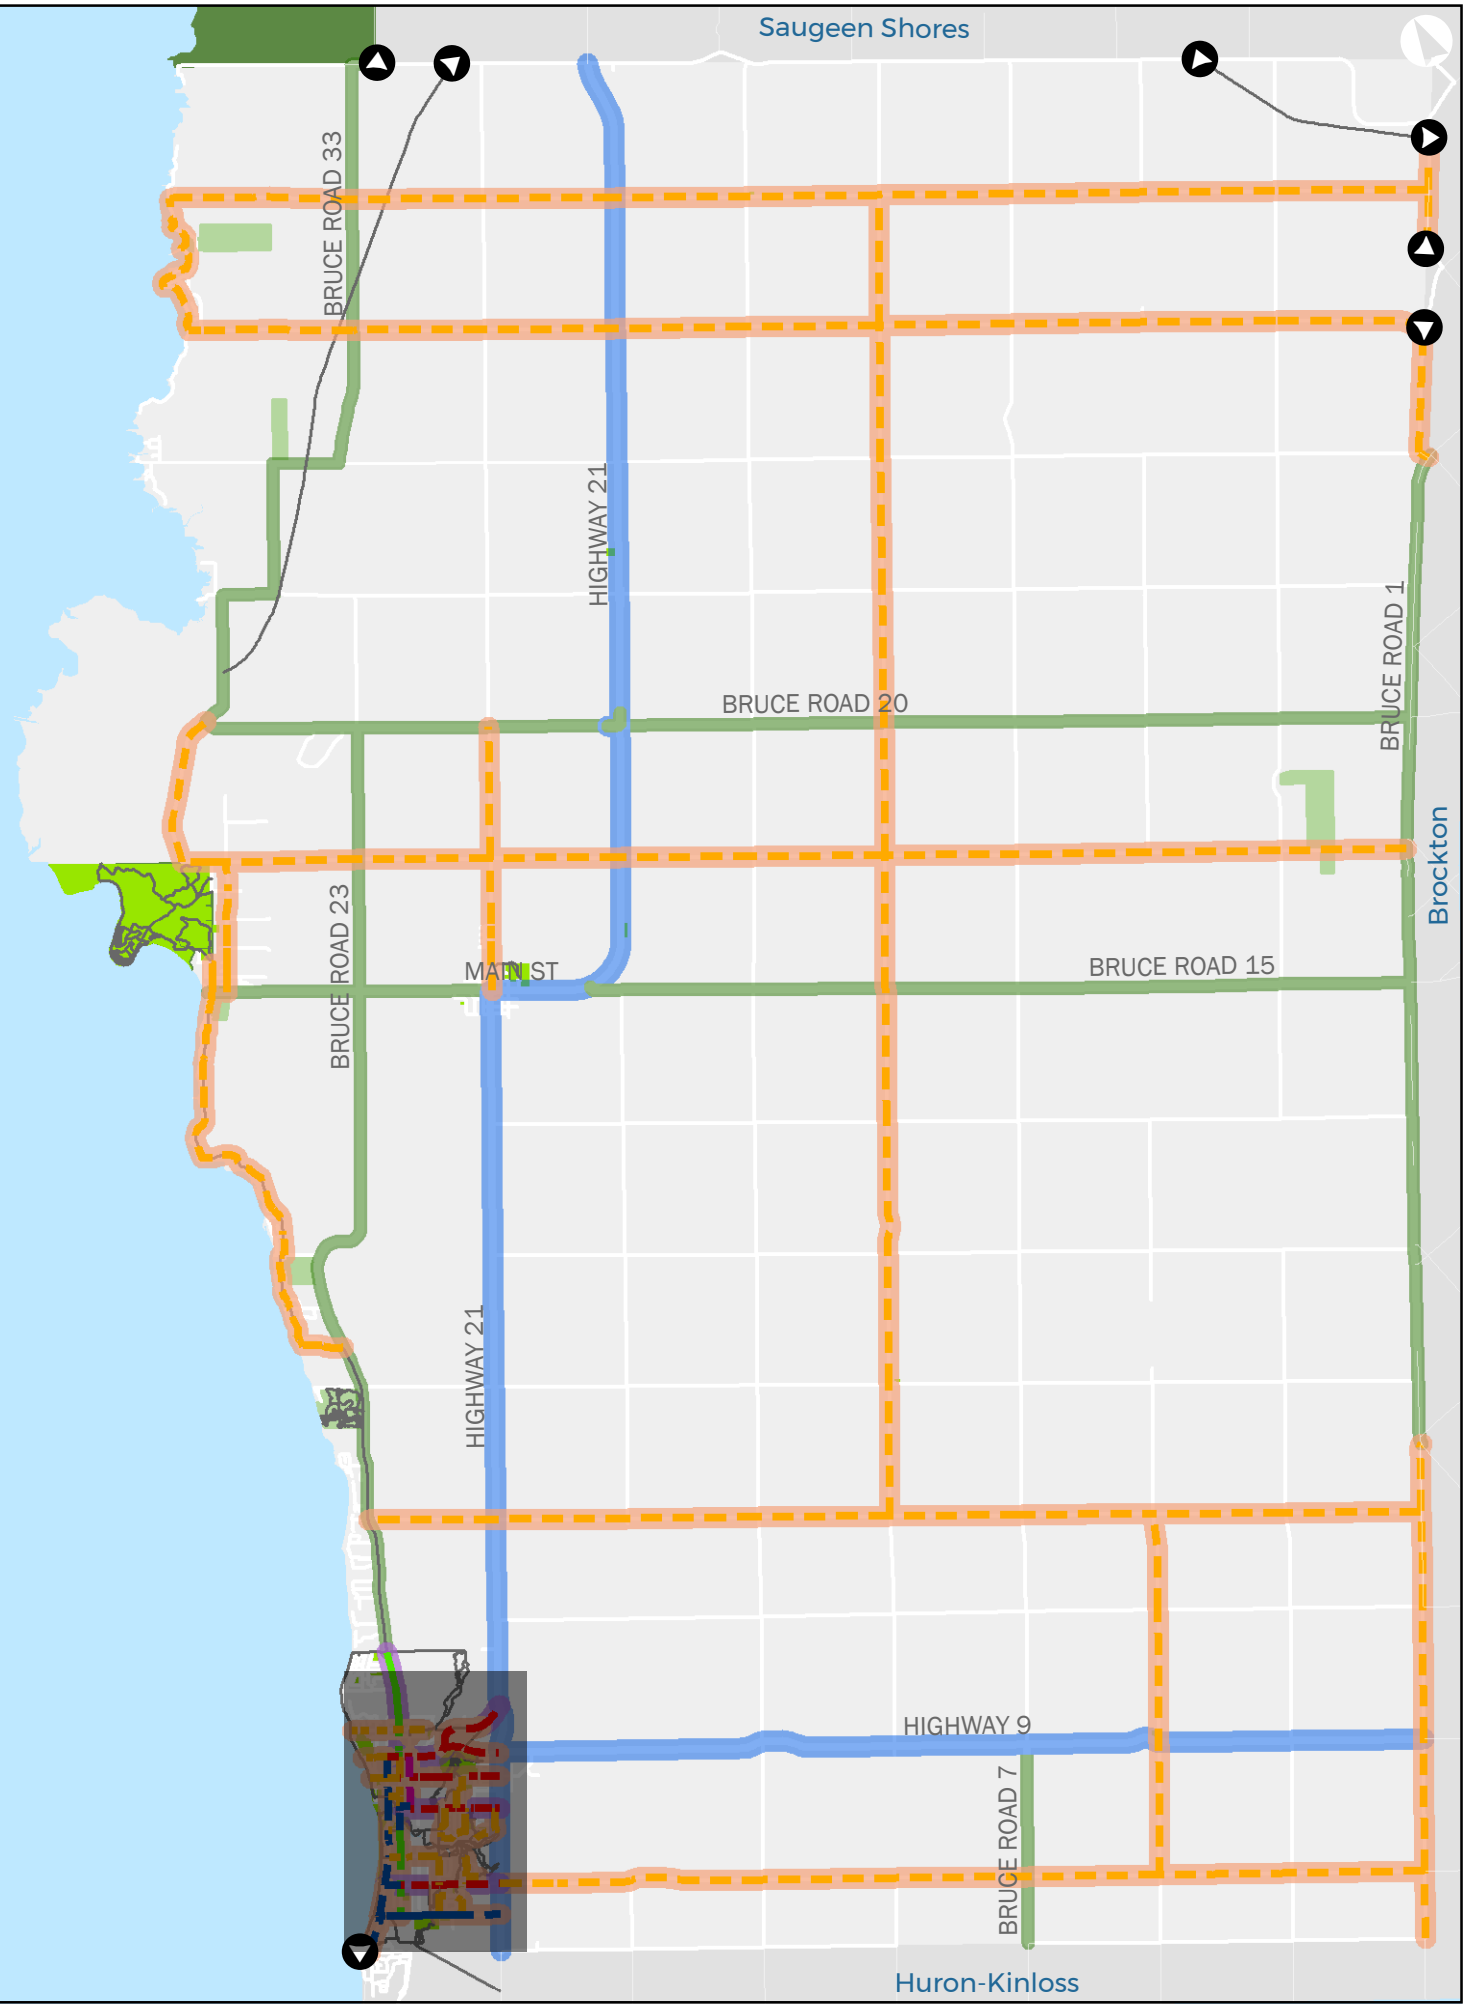 Saugeen Shores
BRUCE ROAD 33
HIGHWAY 21
BRUCE ROAD 1
BRUCE ROAD 20
Brockton
BRUCE ROAD 23
MAIN ST
BRUCE ROAD 15
HIGHWAY 21
HIGHWAY 9
BRUCE ROAD 7
Huron-Kinloss